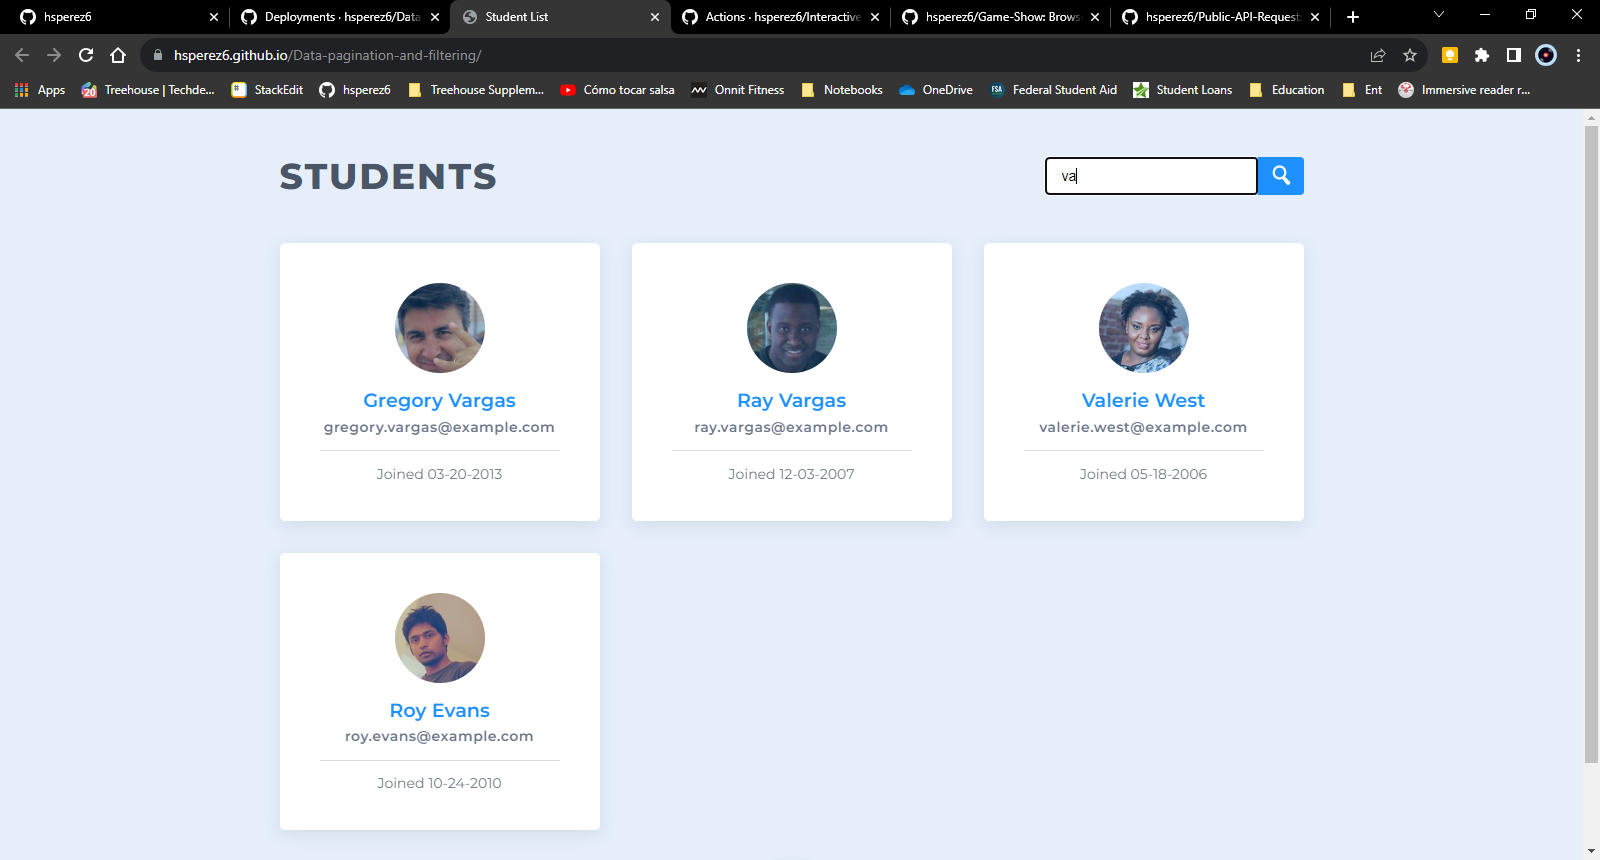 hsperez6
Deployments · hsperez6/Data
Student List
Actions · hsperez6/Interactive
hsperez6/Game-Show: Brows
hsperez6/Public-API-Request
hsperez6.github.io/Data-pagination-and-filtering/
Apps
Treehouse | Techde...
StackEdit
hsperez6
Treehouse Supplem...
Cómo tocar salsa
Onnit Fitness
Notebooks
OneDrive
FSA
Federal Student Aid
Student Loans
Education
Ent
Immersive reader r...
STUDENTS
va
Gregory Vargas
gregory.vargas@example.com
Joined 03-20-2013
Ray Vargas
ray.vargas@example.com
Joined 12-03-2007
Valerie West
valerie.west@example.com
Joined 05-18-2006
Roy Evans
roy.evans@example.com
Joined 10-24-2010